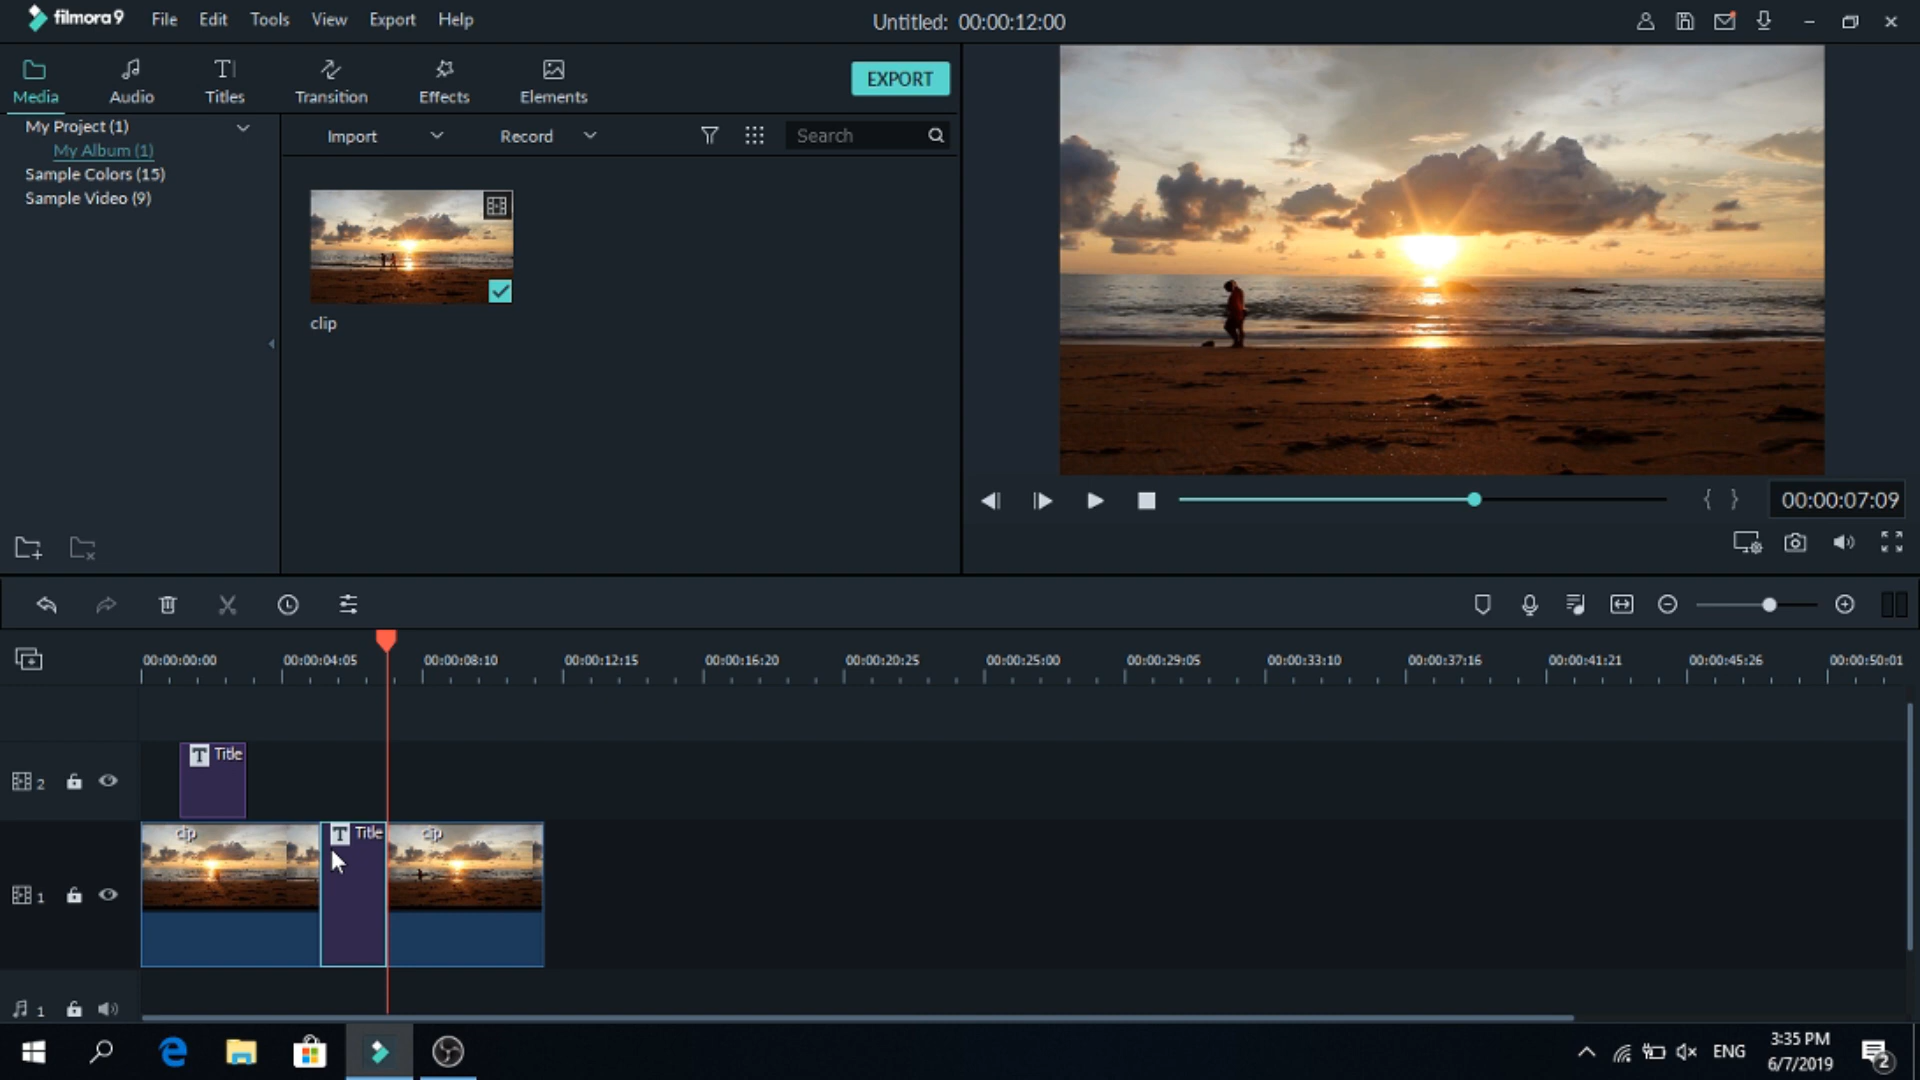 filmora9 File Edit Tools View Export Help Untitled: 00:00:12:00
Media Audio Titles Transition Effects Elements EXPORT
My Project (1)
My Album (1)
Sample Colors (15)
Sample Video (9)
Import Record Search
clip
00:00:07:09
00:00:00:00 00:00:04:05 00:00:08:10 00:00:12:15 00:00:16:20 00:00:20:25 00:00:25:00 00:00:29:05 00:00:33:10 00:00:37:16 00:00:41:21 00:00:45:26 00:00:50:01
2 T Title
clip T Title clip
1
1
ENG 3:35 PM
6/7/2019
2